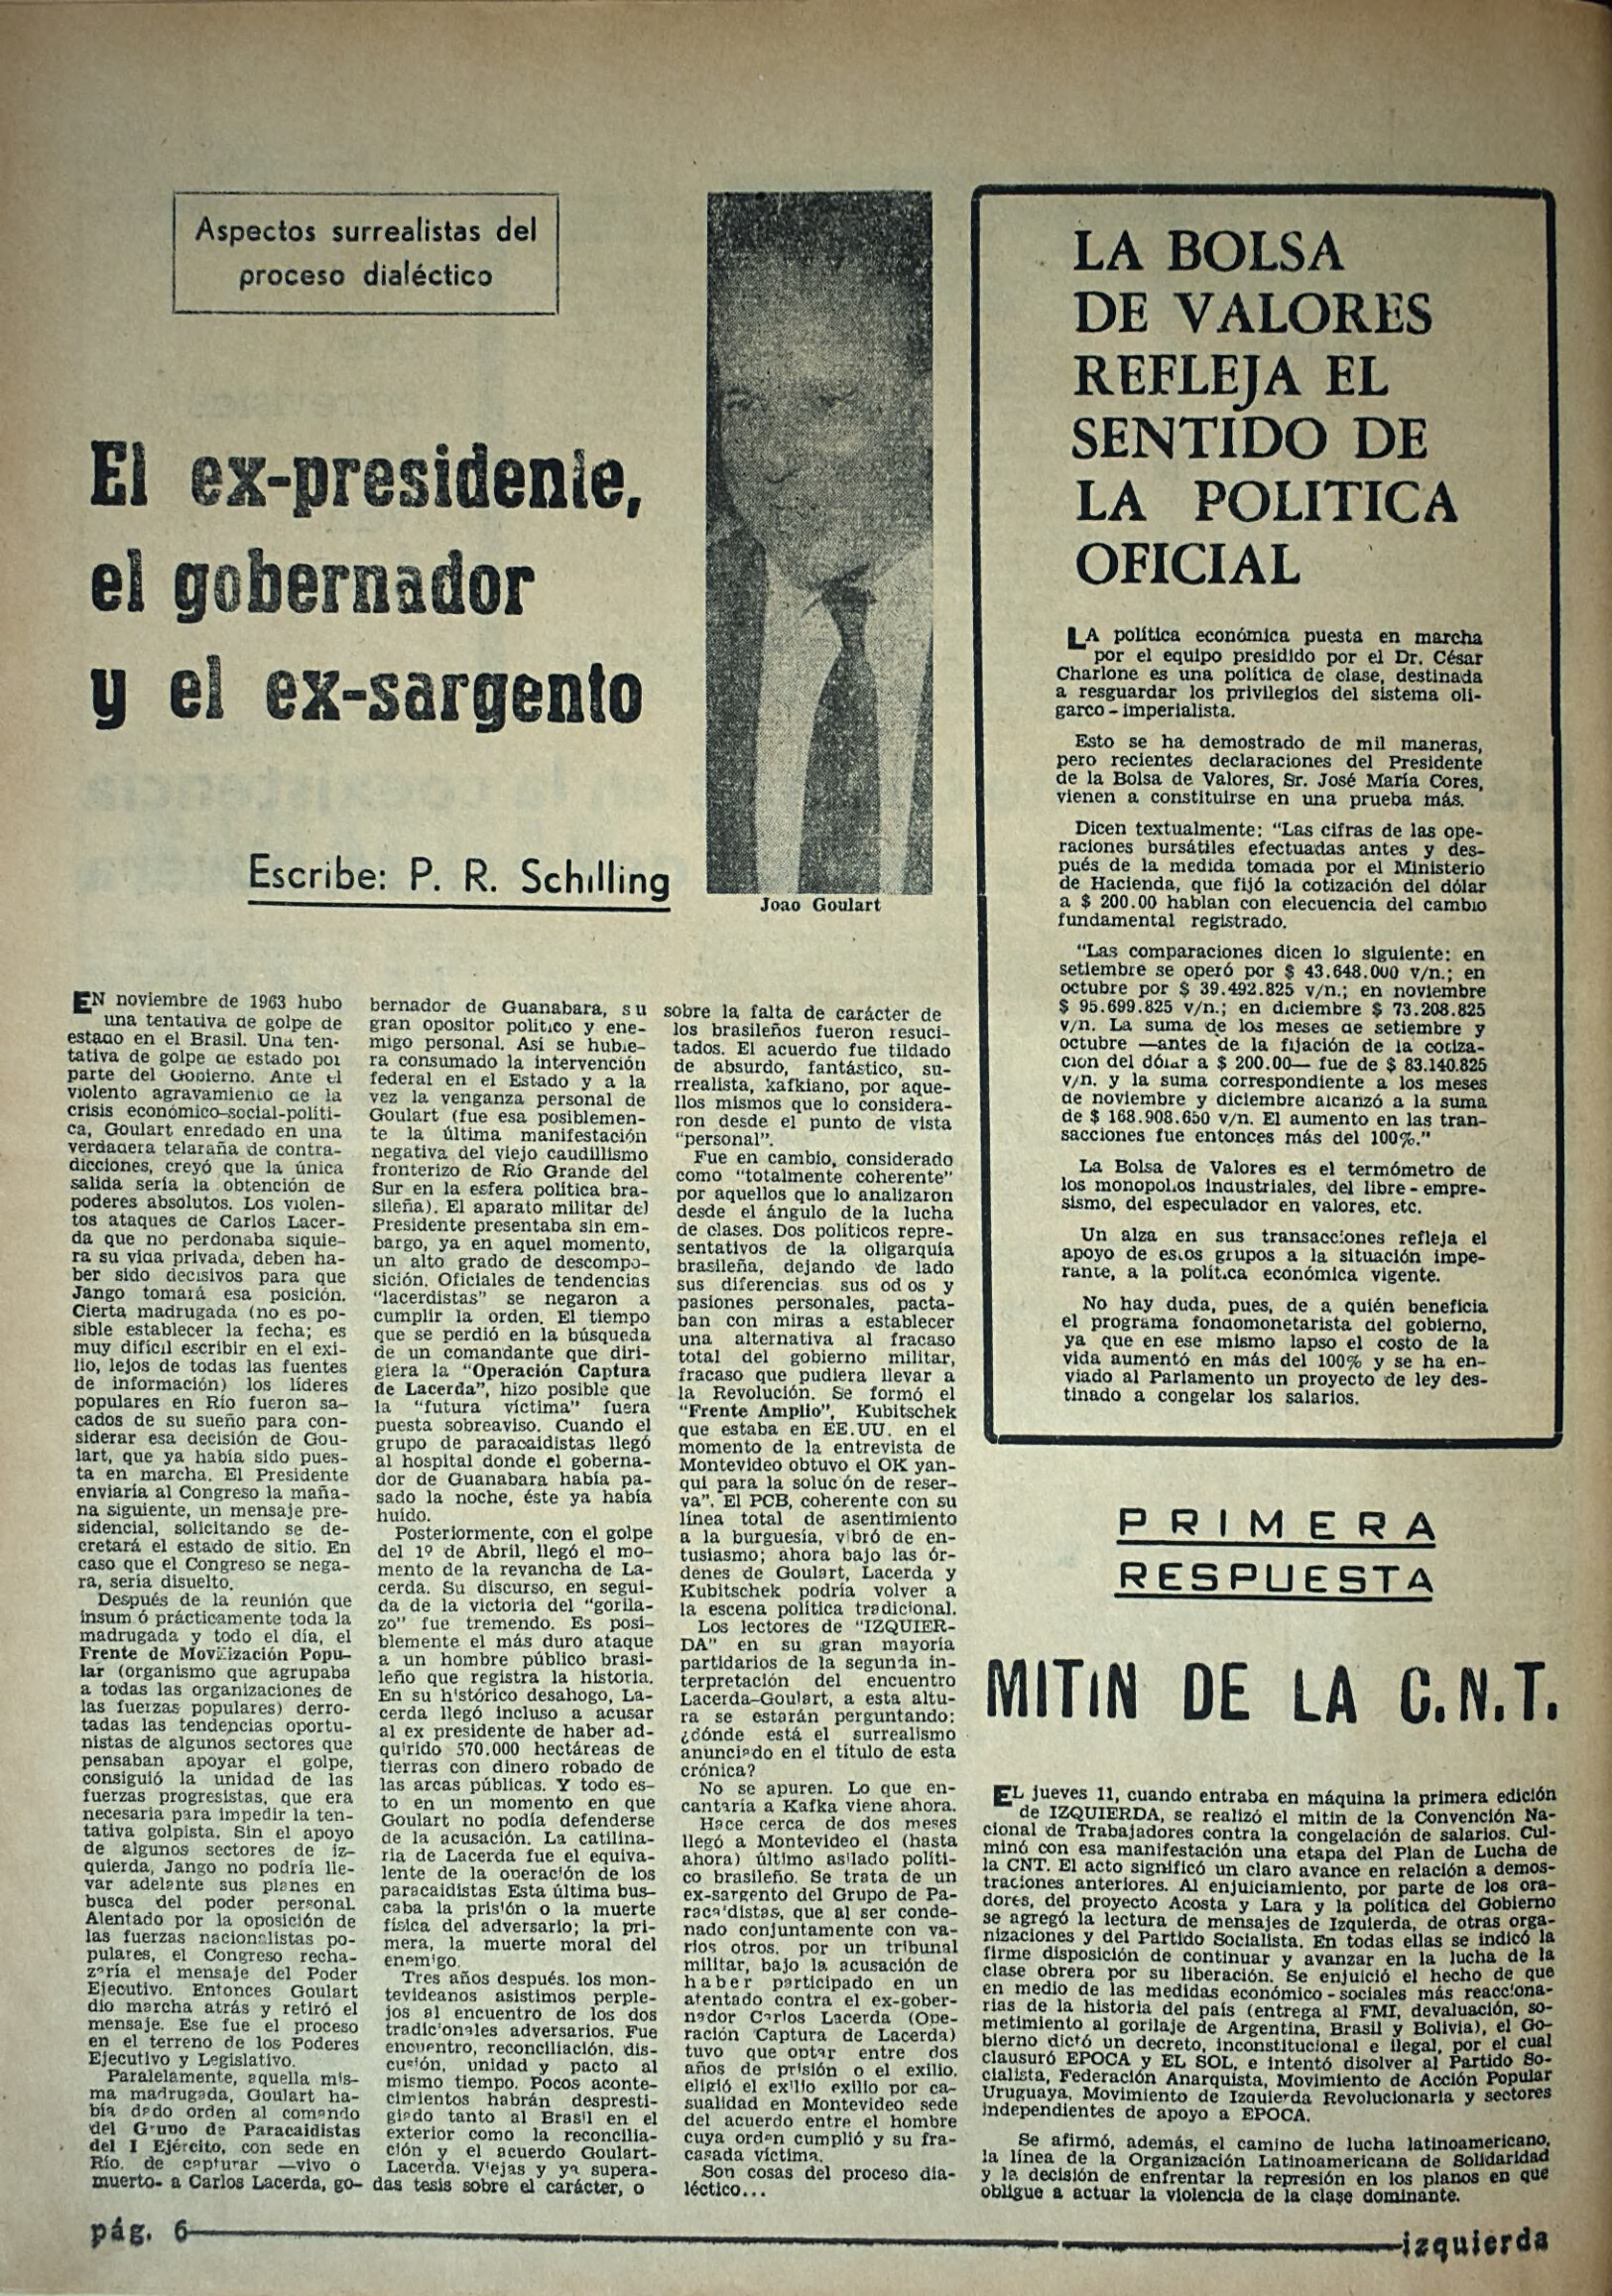 Aspectos surrealistas del
proceso dialéctico
El ex-presidente,
el gobernador
y el ex-sargento
Escribe: P. R. Schilling
Joao Goulart
EN noviembre de 1963 hubo
una tentativa de golpe de
estado en el Brasil. Una ten-
tativa de golpe de estado por
parte del Gobierno. Ante el
violento agravamiento de la
crisis económico-social-políti-
ca, Goulart enredado en una
verdadera telaraña de contra-
dicciones, creyó que la única
salida sería la obtención de
poderes absolutos. Los violen-
tos ataques de Carlos Lacer-
da que no perdonaba siquie-
ra su vida privada, deben ha-
ber sido decisivos para que
Jango tomará esa posición.
Cierta madrugada (no es po-
sible establecer la fecha; es
muy difícil escribir en el exi-
lio, lejos de todas las fuentes
de información) los líderes
populares en Río fueron sa-
cados de su sueño para con-
siderar esa decisión de Gou-
lart, que ya había sido pues-
ta en marcha. El Presidente
enviaría al Congreso la maña-
na siguiente, un mensaje pre-
sidencial, solicitando se de-
cretará el estado de sitio. En
caso que el Congreso se nega-
ra, sería disuelto.
Después de la reunión que
insumió prácticamente toda la
madrugada y todo el día, el
Frente de Movilización Popu-
lar (organismo que agrupaba
a todas las organizaciones de
las fuerzas populares) derro-
tadas las tendencias oportu-
nistas de algunos sectores que
pensaban apoyar el golpe,
consiguió la unidad de las
fuerzas progresistas, que era
necesaria para impedir la ten-
tativa golpista. Sin el apoyo
de algunos sectores de iz-
quierda, Jango no podría lle-
var adelante sus planes en
busca del poder personal.
Alentado por la oposición de
las fuerzas nacionalistas po-
pulares, el Congreso recha-
zaría el mensaje del Poder
Ejecutivo. Entonces Goulart
dio marcha atrás y retiró el
mensaje. Ese fue el proceso
en el terreno de los Poderes
Ejecutivo y Legislativo.
Paralelamente, aquella mis-
ma madrugada, Goulart ha-
bía dado orden al comando
del Grupo de Paracaidistas
del I Ejército, con sede en
Río. de capturar —vivo o
muerto- a Carlos Lacerda, go-
bernador de Guanabara, su
gran opositor político y ene-
migo personal. Así se hubie-
ra consumado la intervención
federal en el Estado y a la
vez la venganza personal de
Goulart (fue esa posiblemen-
te la última manifestación
negativa del viejo caudillismo
fronterizo de Río Grande del
Sur en la esfera política bra-
sileña). El aparato militar del
Presidente presentaba sin em-
bargo, ya en aquel momento,
un alto grado de descompo-
sición. Oficiales de tendencias
"lacerdistas" se negaron a
cumplir la orden. El tiempo
que se perdió en la búsqueda
de un comandante que diri-
giera la "Operación Captura
de Lacerda", hizo posible que
la "futura víctima" fuera
puesta sobreaviso. Cuando el
grupo de paracaidistas llegó
al hospital donde el goberna-
dor de Guanabara había pa-
sado la noche, éste ya había
huído.
Posteriormente, con el golpe
del 1º de Abril, llegó el mo-
mento de la revancha de La-
cerda. Su discurso, en segui-
da de la victoria del "gorila-
zo" fue tremendo. Es posi-
blemente el más duro ataque
a un hombre público brasi-
leño que registra la historia.
En su histórico desahogo, La-
cerda llegó incluso a acusar
al ex presidente de haber ad-
quirido 570.000 hectáreas de
tierras con dinero robado de
las arcas públicas. Y todo es-
to en un momento en que
Goulart no podía defenderse
de la acusación. La catilina-
ria de Lacerda fue el equiva-
lente de la operación de los
paracaidistas Esta última bus-
caba la prisión o la muerte
física del adversario; la pri-
mera, la muerte moral del
enemigo.
Tres años después. los mon-
tevideanos asistimos perple-
jos al encuentro de los dos
tradicionales adversarios. Fue
encuentro, reconciliación, dis-
cusión, unidad y pacto al
mismo tiempo. Pocos aconte-
cimientos habrán despresti-
giado tanto al Brasil en el
exterior como la reconcilia-
ción y el acuerdo Goulart-
Lacerda. Viejas y ya supera-
das tesis sobre el carácter, o
sobre la falta de carácter de
los brasileños fueron resuci-
tados. El acuerdo fue tildado
de absurdo, fantástico, su-
rrealista, kafkiano, por aque-
llos mismos que lo considera-
ron desde el punto de vista
"personal".
Fue en cambio, considerado
como "totalmente coherente"
por aquellos que lo analizaron
desde el ángulo de la lucha
de clases. Dos políticos repre-
sentativos de la oligarquía
brasileña, dejando de lado
sus diferencias. sus odios y
pasiones personales, pacta-
ban con miras a establecer
una alternativa al fracaso
total del gobierno militar,
fracaso que pudiera llevar a
la Revolución. Se formó el
"Frente Amplio", Kubitschek
que estaba en EE.UU. en el
momento de la entrevista de
Montevideo obtuvo el OK yan-
qui para la solución de reser-
va". El PCB, coherente con su
línea total de asentimiento
a la burguesía, vibró de en-
tusiasmo; ahora bajo las ór-
denes de Goulart, Lacerda y
Kubitschek podría volver a
la escena política tradicional.
Los lectores de "IZQUIER-
DA" en su gran mayoría
partidarios de la segunda in-
terpretación del encuentro
Lacerda-Goulart, a esta altu-
ra se estarán perguntando:
¿dónde está el surrealismo
anunciado en el título de esta
crónica?
No se apuren. Lo que en-
cantaría a Kafka viene ahora.
Hace cerca de dos meses
llegó a Montevideo el (hasta
ahora) último asilado políti-
co brasileño. Se trata de un
ex-sargento del Grupo de Pa-
racaidistas, que al ser conde-
nado conjuntamente con va-
rios otros. por un tribunal
militar, bajo la acusación de
haber participado en un
atentado contra el ex-gober-
nador Carlos Lacerda (Ope-
ración Captura de Lacerda)
tuvo que optar entre dos
años de prisión o el exilio.
eligió el exilio exilio por ca-
sualidad en Montevideo sede
del acuerdo entre el hombre
cuya orden cumplió y su fra-
casada víctima.
Son cosas del proceso dia-
léctico...
LA BOLSA
DE VALORES
REFLEJA EL
SENTIDO DE
LA POLITICA
OFICIAL
LA política económica puesta en marcha
por el equipo presidido por el Dr. César
Charlone es una política de clase, destinada
a resguardar los privilegios del sistema oli-
garco-imperialista.
Esto se ha demostrado de mil maneras,
pero recientes declaraciones del Presidente
de la Bolsa de Valores, Sr. José María Cores,
vienen a constituirse en una prueba más.
Dicen textualmente: "Las cifras de las ope-
raciones bursátiles efectuadas antes y des-
pués de la medida tomada por el Ministerio
de Hacienda, que fijó la cotización del dólar
a $ 200.00 hablan con elecuencia del cambio
fundamental registrado.
"Las comparaciones dicen lo siguiente: en
setiembre se operó por $ 43.648.000 v/n.; en
octubre por $ 39.492.825 v/n.; en noviembre
$ 95.699.825 v/n.; en diciembre $ 73.208.825
v/n. La suma de los meses de setiembre y
octubre —antes de la fijación de la cotiza-
ción del dólar a $ 200.00— fue de $ 83.140.825
v/n. y la suma correspondiente a los meses
de noviembre y diciembre alcanzó a la suma
de $ 168.908.650 v/n. El aumento en las tran-
sacciones fue entonces más del 100%."
La Bolsa de Valores es el termómetro de
los monopolios industriales, del libre-empre-
sismo, del especulador en valores, etc.
Un alza en sus transacciones refleja el
apoyo de estos grupos a la situación impe-
rante, a la política económica vigente.
No hay duda, pues, de a quién beneficia
el programa fondomonetarista del gobierno,
ya que en ese mismo lapso el costo de la
vida aumentó en más del 100% y se ha en-
viado al Parlamento un proyecto de ley des-
tinado a congelar los salarios.
PRIMERA
RESPUESTA
MITIN DE LA C.N.T.
EL jueves 11, cuando entraba en máquina la primera edición
de IZQUIERDA, se realizó el mitin de la Convención Na-
cional de Trabajadores contra la congelación de salarios. Cul-
minó con esa manifestación una etapa del Plan de Lucha de
la CNT. El acto significó un claro avance en relación a demos-
traciones anteriores. Al enjuiciamiento, por parte de los ora-
dores, del proyecto Acosta y Lara y la política del Gobierno
se agregó la lectura de mensajes de Izquierda, de otras orga-
nizaciones y del Partido Socialista. En todas ellas se indicó la
firme disposición de continuar y avanzar en la lucha de la
clase obrera por su liberación. Se enjuició el hecho de que
en medio de las medidas económico-sociales más reacciona-
rias de la historia del país (entrega al FMI, devaluación, so-
metimiento al gorilaje de Argentina, Brasil y Bolivia), el Go-
bierno dictó un decreto, inconstitucional e ilegal, por el cual
clausuró EPOCA y EL SOL, e intentó disolver al Partido So-
cialista, Federación Anarquista, Movimiento de Acción Popular
Uruguaya, Movimiento de Izquierda Revolucionaria y sectores
independientes de apoyo a EPOCA.
Se afirmó, además, el camino de lucha latinoamericano,
la línea de la Organización Latinoamericana de Solidaridad
y la decisión de enfrentar la represión en los planos en que
obligue a actuar la violencia de la clase dominante.
pág. 6
izquierda